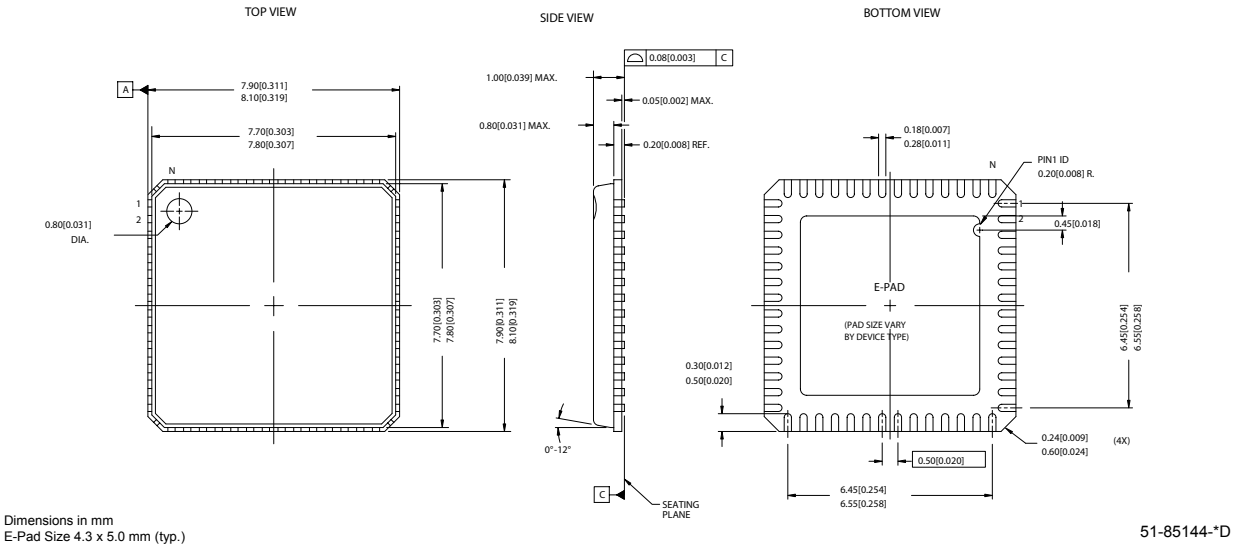 TOP VIEW
SIDE VIEW
BOTTOM VIEW
A
7.90[0.311]
8.10[0.319]
7.70[0.303]
7.80[0.307]
N
1
2
0.80[0.031]
DIA.
7.70[0.303]
7.80[0.307]
7.90[0.311]
8.10[0.319]
0.08[0.003]
C
1.00[0.039] MAX.
0.05[0.002] MAX.
0.80[0.031] MAX.
0.20[0.008] REF.
0°-12°
C
SEATING
PLANE
0.18[0.007]
0.28[0.011]
N
PIN1 ID
0.20[0.008] R.
1
2
0.45[0.018]
E-PAD
(PAD SIZE VARY
BY DEVICE TYPE)
6.45[0.254]
6.55[0.258]
0.30[0.012]
0.50[0.020]
0.24[0.009]
0.60[0.024]
(4X)
0.50[0.020]
6.45[0.254]
6.55[0.258]
Dimensions in mm
E-Pad Size 4.3 x 5.0 mm (typ.)
51-85144-*D